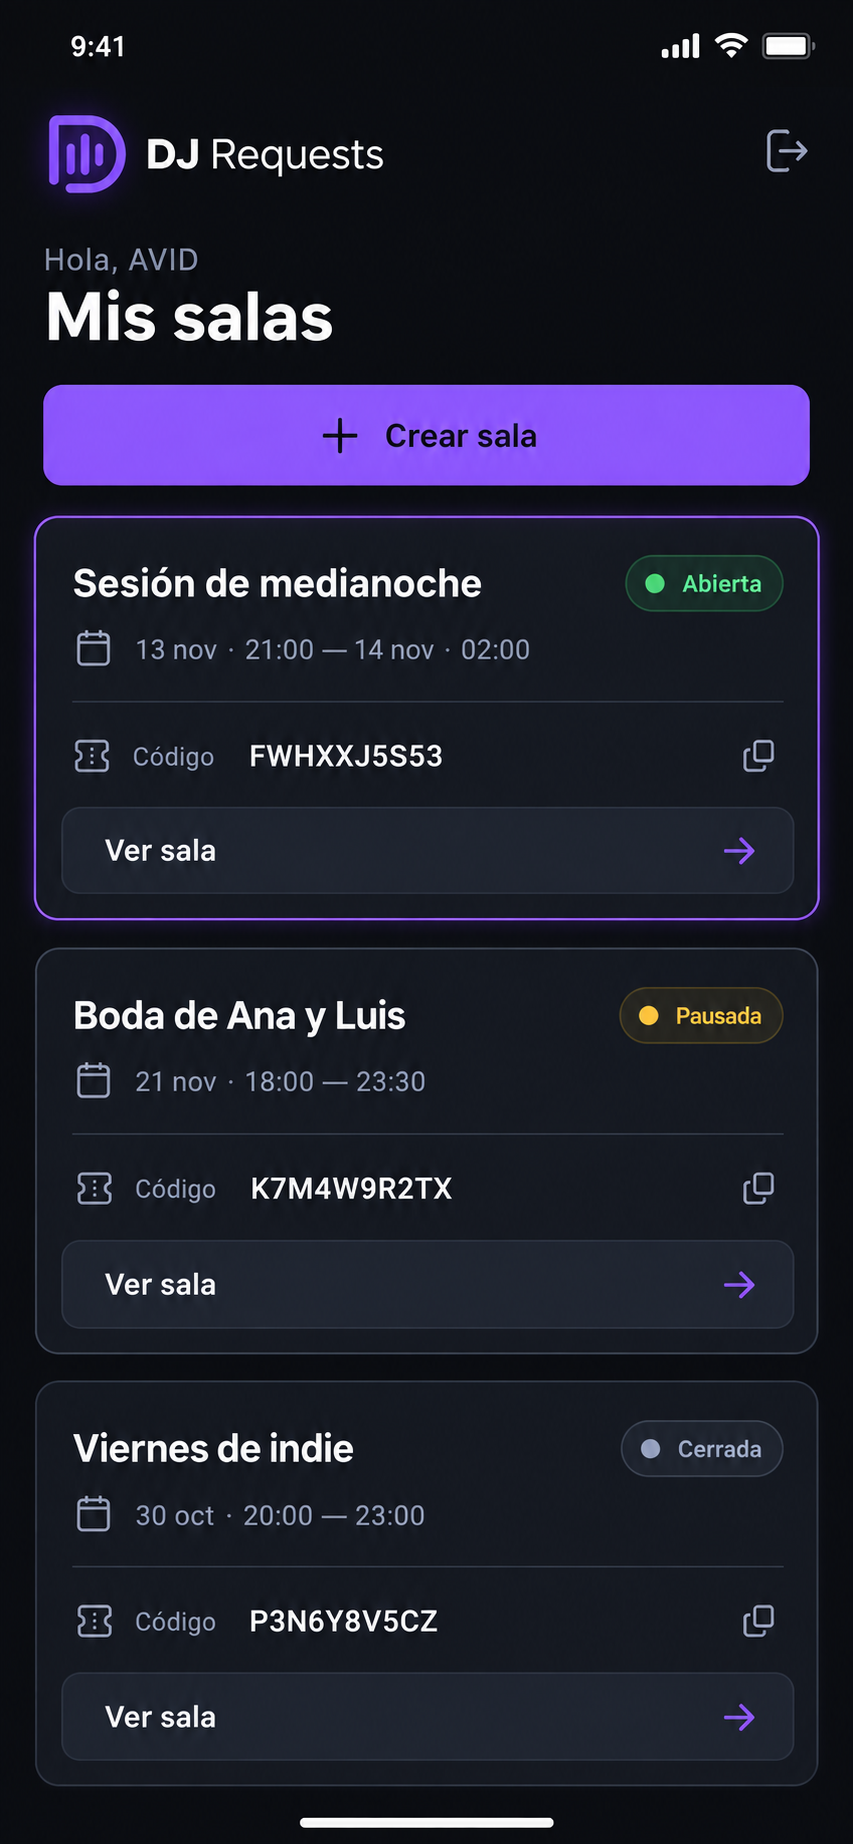 9:41
DJ Requests
Hola, AVID
Mis salas
+ Crear sala
Sesión de medianoche
Abierta
13 nov · 21:00 — 14 nov · 02:00
Código FWHXXJ5S53
Ver sala
Boda de Ana y Luis
Pausada
21 nov · 18:00 — 23:30
Código K7M4W9R2TX
Ver sala
Viernes de indie
Cerrada
30 oct · 20:00 — 23:00
Código P3N6Y8V5CZ
Ver sala